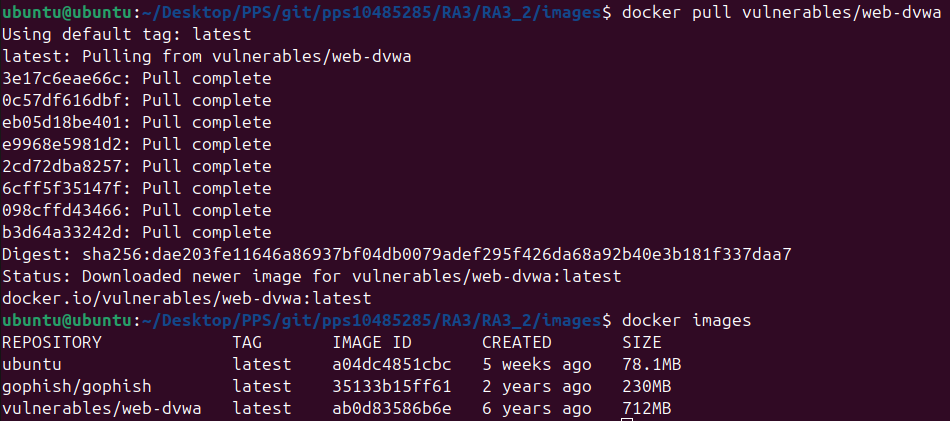 ubuntu@ubuntu:~/Desktop/PPS/git/pps10485285/RA3/RA3_2/images$ docker pull vulnerables/web-dvwa
Using default tag: latest
latest: Pulling from vulnerables/web-dvwa
3e17c6eae66c: Pull complete
0c57df616dbf: Pull complete
eb05d18be401: Pull complete
e9968e5981d2: Pull complete
2cd72dba8257: Pull complete
6cff5f35147f: Pull complete
098cffd43466: Pull complete
b3d64a33242d: Pull complete
Digest: sha256:dae203fe11646a86937bf04db0079adef295f426da68a92b40e3b181f337daa7
Status: Downloaded newer image for vulnerables/web-dvwa:latest
docker.io/vulnerables/web-dvwa:latest
ubuntu@ubuntu:~/Desktop/PPS/git/pps10485285/RA3/RA3_2/images$ docker images
REPOSITORY TAG IMAGE ID CREATED SIZE
ubuntu latest a04dc4851cbc 5 weeks ago 78.1MB
gophish/gophish latest 35133b15ff61 2 years ago 230MB
vulnerables/web-dvwa latest ab0d83586b6e 6 years ago 712MB